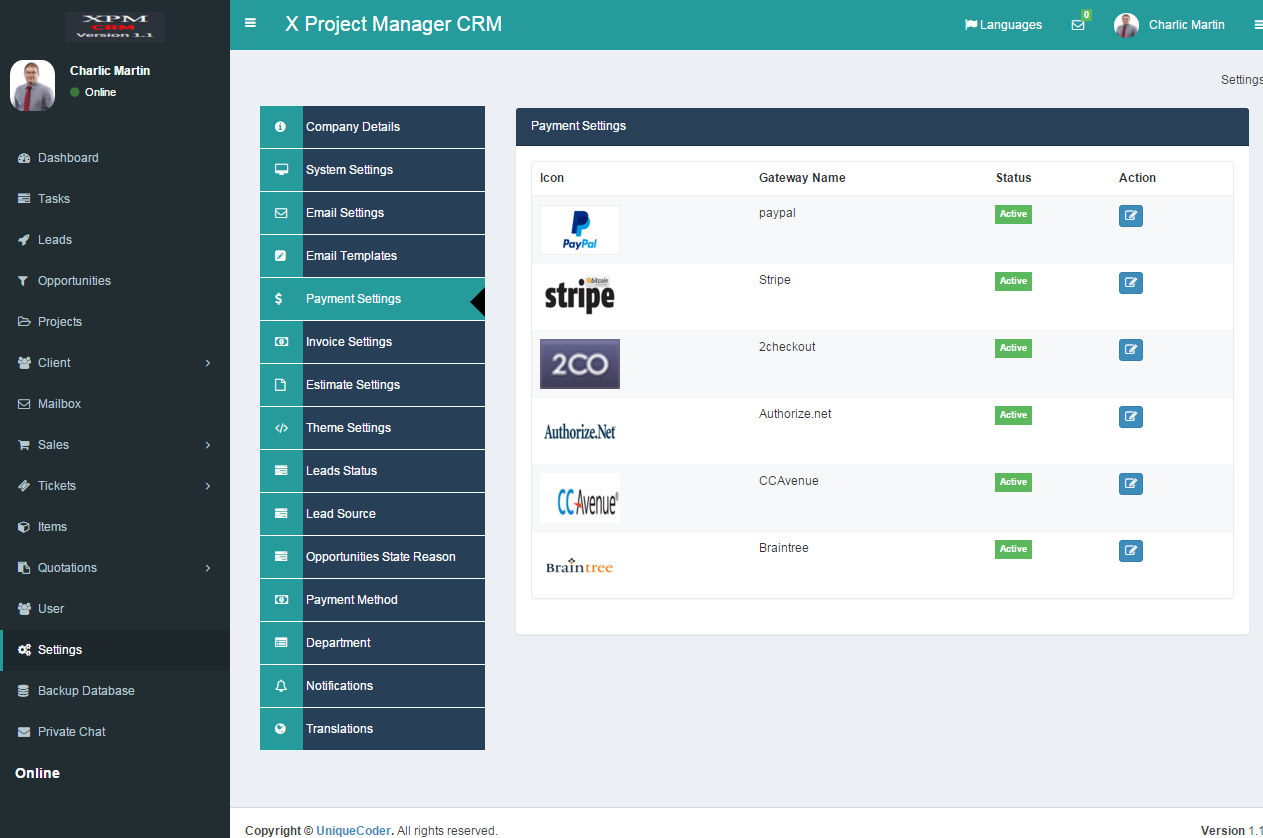 XPM
CRM
Version 1.1
X Project Manager CRM
Languages
0
Charlic Martin
Charlic Martin
Online
Dashboard
Tasks
Leads
Opportunities
Projects
Client
Mailbox
Sales
Tickets
Items
Quotations
User
Settings
Backup Database
Private Chat
Online
Settings
Company Details
System Settings
Email Settings
Email Templates
Payment Settings
Invoice Settings
Estimate Settings
Theme Settings
Leads Status
Lead Source
Opportunities State Reason
Payment Method
Department
Notifications
Translations
Payment Settings
Icon Gateway Name Status Action
PayPal paypal Active
bitcoin
stripe Stripe Active
2CO 2checkout Active
Authorize.Net Authorize.net Active
CCAvenue® CCAvenue Active
Braintree Braintree Active
Copyright © UniqueCoder. All rights reserved.
Version 1.1